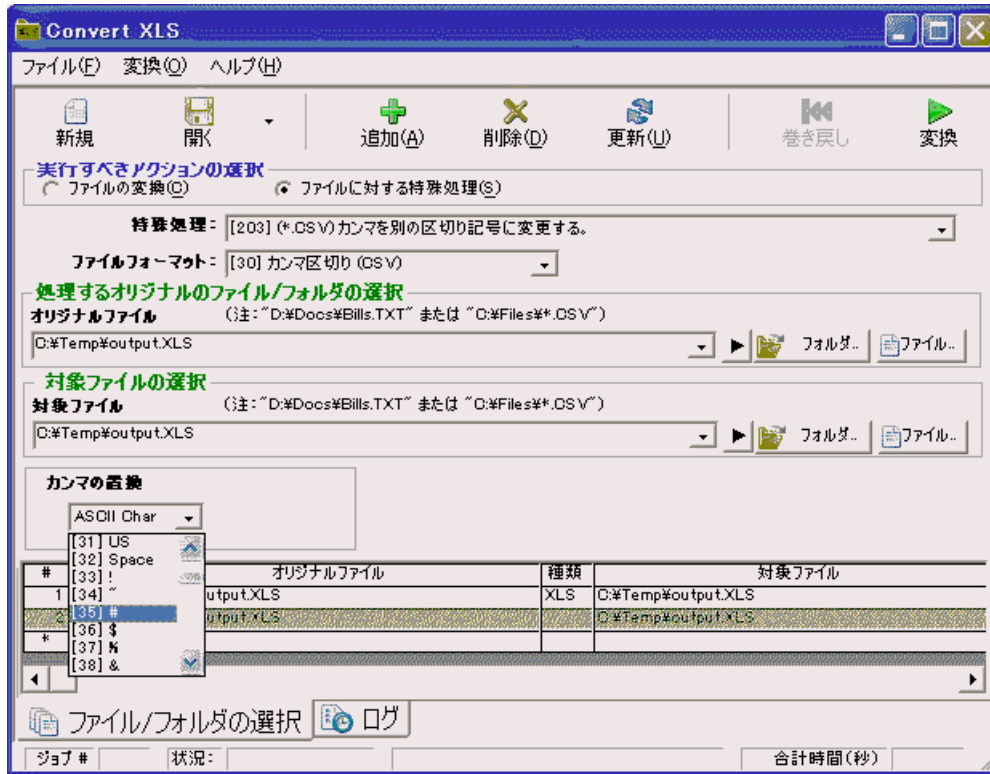 Convert XLS
ファイル(F) 変換(O) ヘルプ(H)
新規 開く 追加(A) 削除(D) 更新(U) 巻き戻し 変換
実行すべきアクションの選択
ファイルの変換(C) ファイルに対する特殊処理(S)
特殊処理: [203] (*.CSV)カンマを別の区切り記号に変更する。
ファイルフォーマット: [30] カンマ区切り (CSV)
処理するオリジナルのファイル/フォルダの選択
オリジナルファイル (注:"D:¥Docs¥Bills.TXT" または "C:¥Files¥*.CSV")
C:¥Temp¥output.XLS フォルダ.. ファイル..
対象ファイルの選択
対象ファイル (注:"D:¥Docs¥Bills.TXT" または "C:¥Files¥*.CSV")
C:¥Temp¥output.XLS フォルダ.. ファイル..
カンマの置換
ASCII Char
[31] US
[32] Space
[33] !
[34] "
[35] #
[36] $
[37] %
[38] &
# オリジナルファイル 種類 対象ファイル
1 utput.XLS XLS C:¥Temp¥output.XLS
2 utput.XLS C:¥Temp¥output.XLS
*
ファイル/フォルダの選択 ログ
ジョブ # 状況: 合計時間(秒)